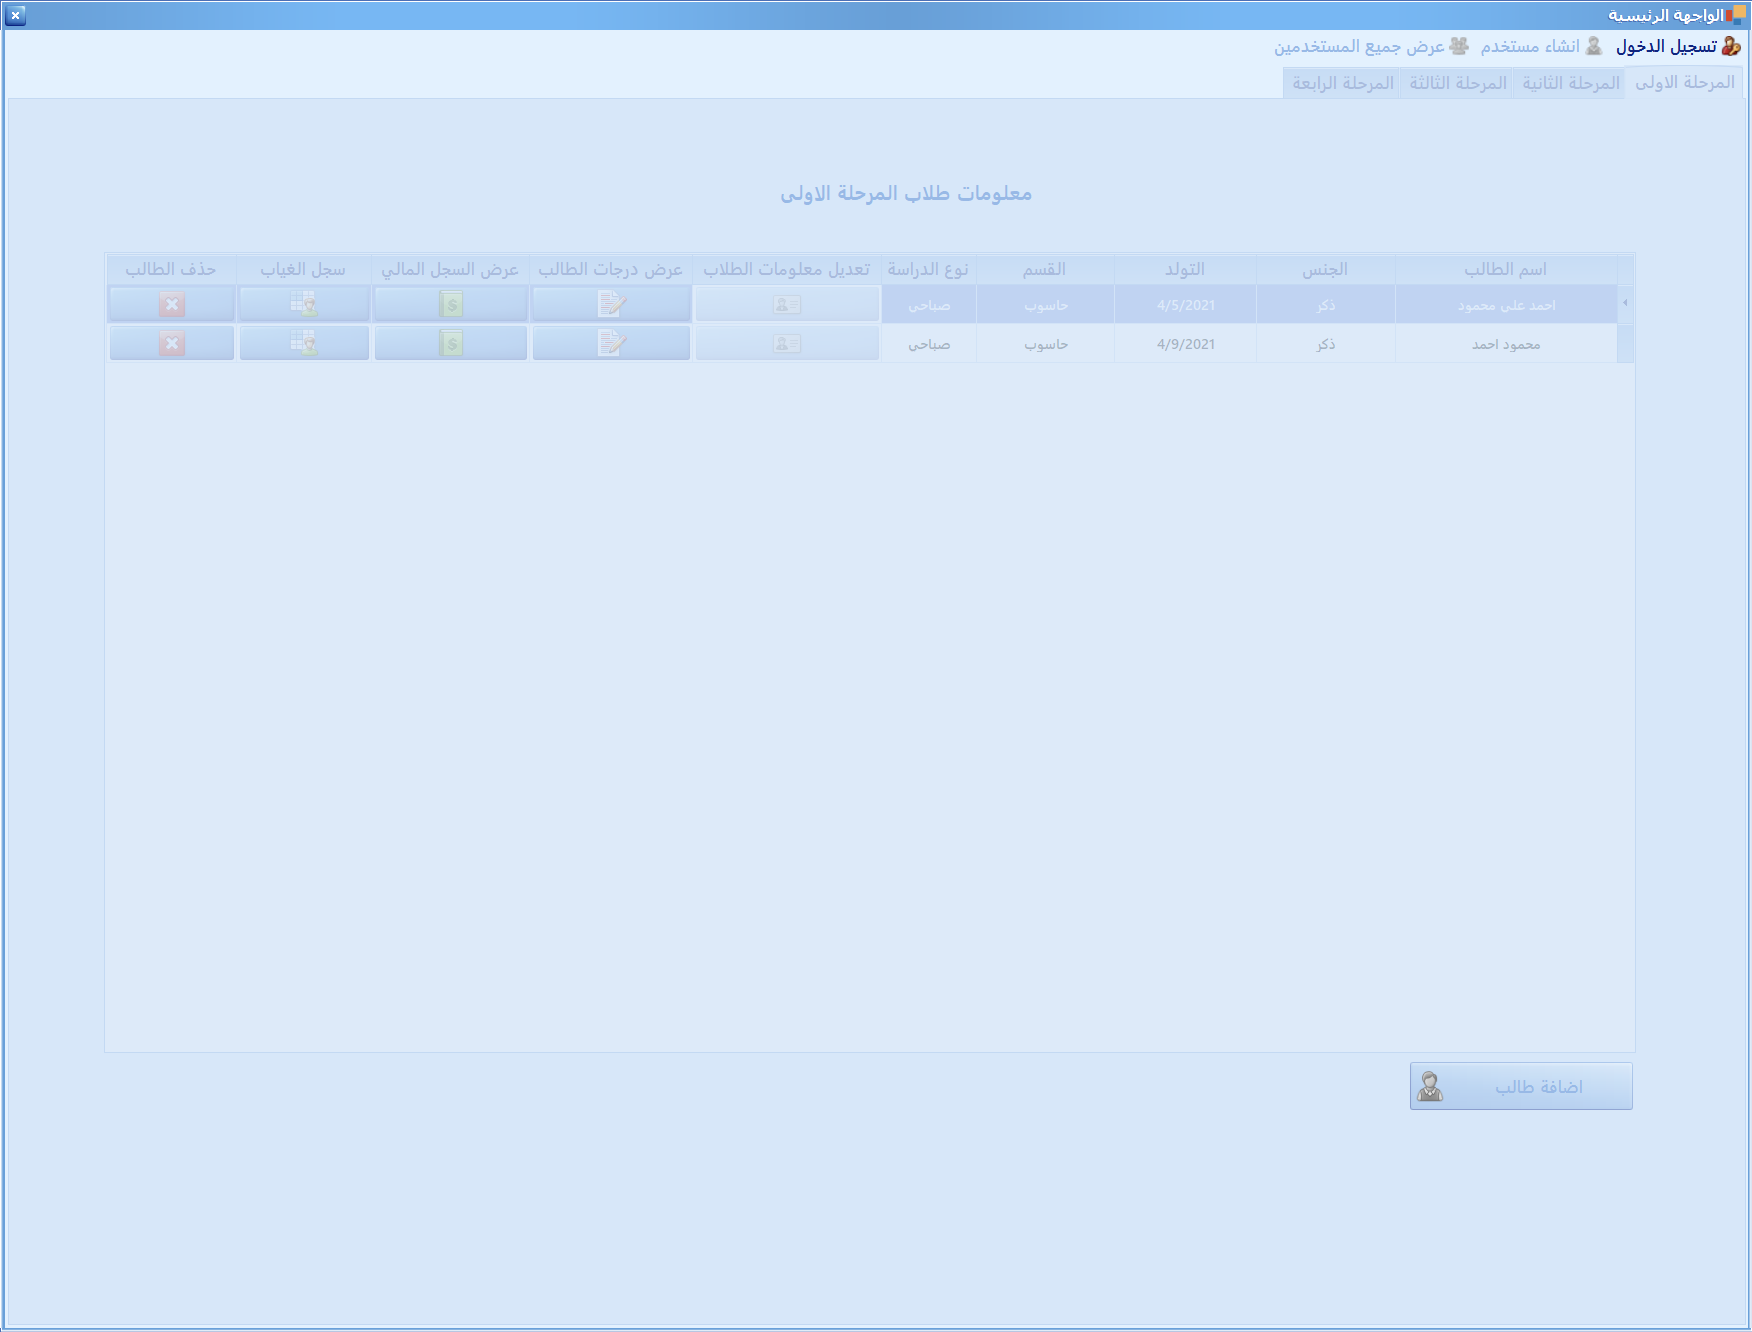 الواجهة الرئيسية
تسجيل الدخول انشاء مستخدم عرض جميع المستخدمين
المرحلة الاولى المرحلة الثانية المرحلة الثالثة المرحلة الرابعة
معلومات طلاب المرحلة الاولى
اسم الطالب الجنس التولد القسم نوع الدراسة تعديل معلومات الطلاب عرض درجات الطالب عرض السجل المالي سجل الغياب حذف الطالب
احمد علي محمود ذكر 4/5/2021 حاسوب صباحي
محمود احمد ذكر 4/9/2021 حاسوب صباحي
اضافة طالب